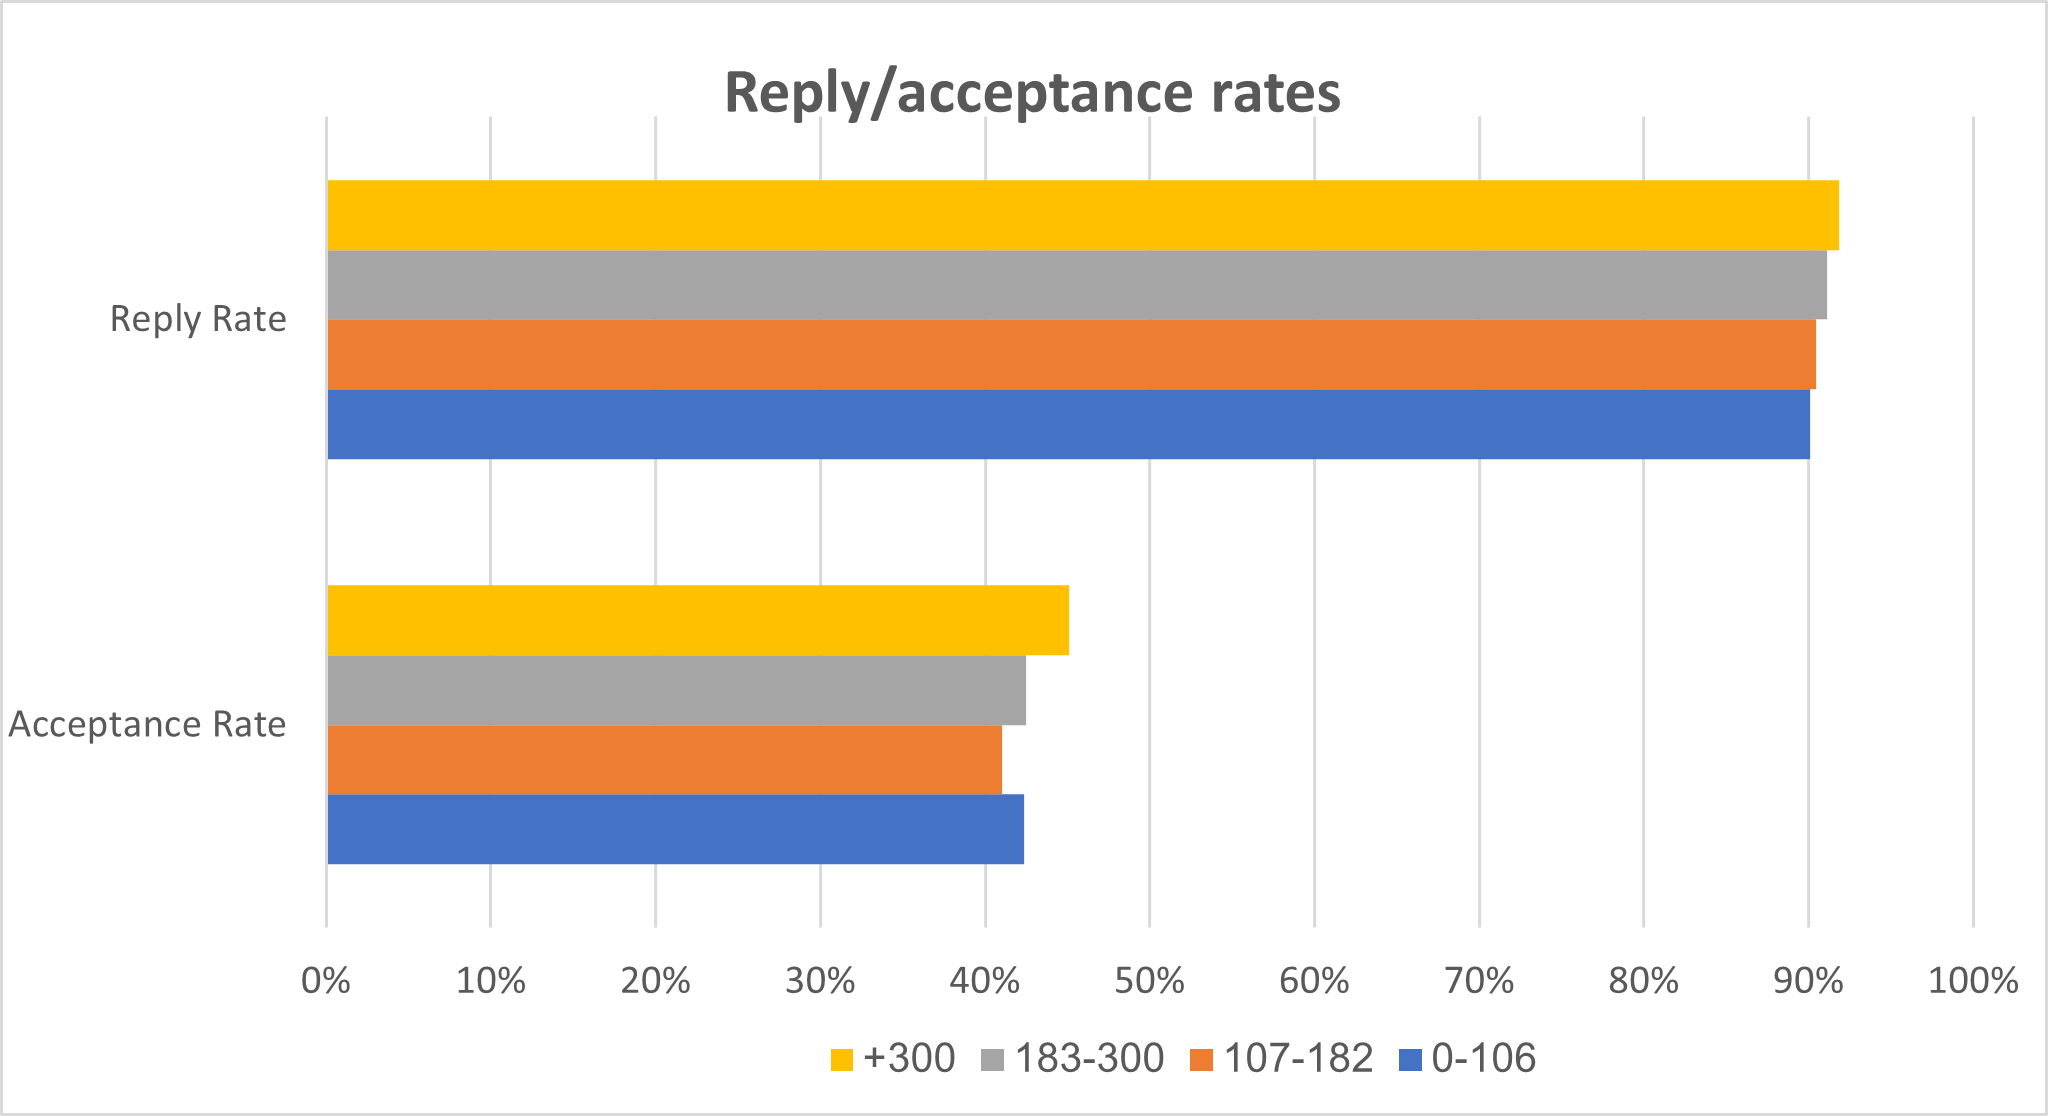 Reply/acceptance rates
Reply Rate
Acceptance Rate
0% 10% 20% 30% 40% 50% 60% 70% 80% 90% 100%
+300 183-300 107-182 0-106